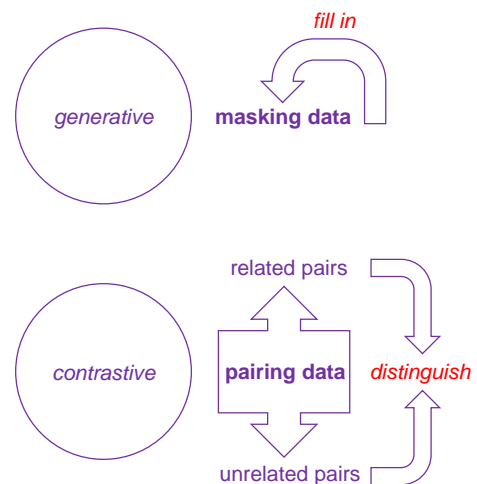 fill in
generative
masking data
related pairs
contrastive
pairing data
distinguish
unrelated pairs